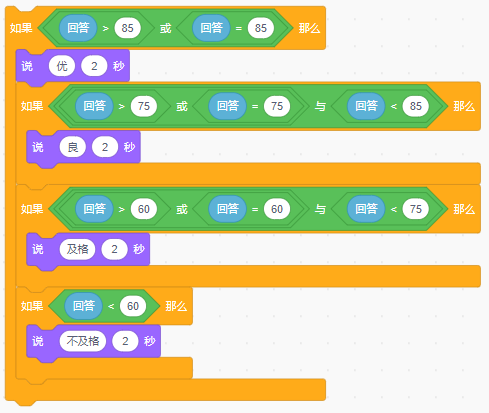 如果 回答 > 85 或 回答 = 85 那么
说 优 2 秒
如果 回答 > 75 或 回答 = 75 与 回答 < 85 那么
说 良 2 秒
如果 回答 > 60 或 回答 = 60 与 回答 < 75 那么
说 及格 2 秒
如果 回答 < 60 那么
说 不及格 2 秒